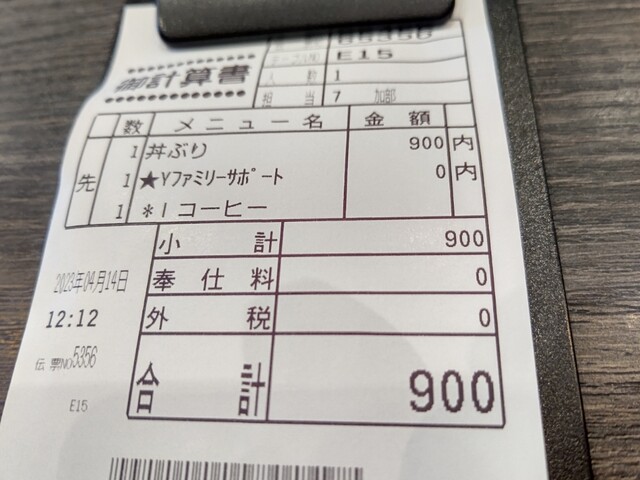 E15
御計算書
人数 1
担当 7 加部
数 メニュー名 金額
1 丼ぶり 900 内
先 1 ★Yファミリーサポート 0 内
1 *I コーヒー
小計 900
2023年04月14日 奉仕料 0
12:12 外税 0
伝票NO5356
合計 900
E15